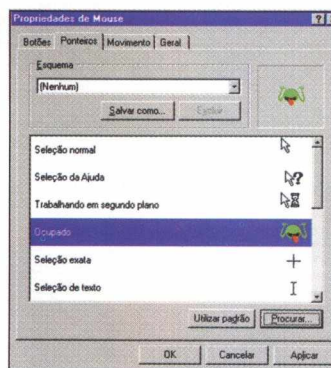 Propriedades de Mouse
Botões Ponteiros Movimento Geral
Esquema
(Nenhum)
Salvar como... Excluir
Seleção normal
Seleção da Ajuda
Trabalhando em segundo plano
Ocupado
Seleção exata
Seleção de texto
Utilizar padrão Procurar...
OK Cancelar Aplicar